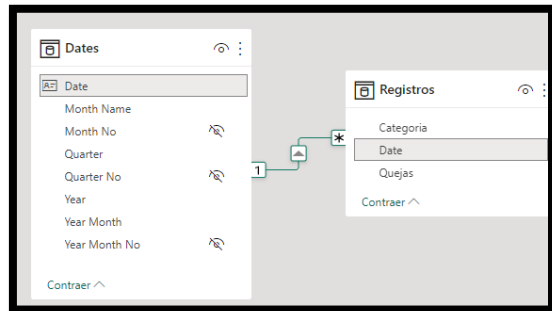 Dates
Date
Month Name
Month No
Quarter
Quarter No
Year
Year Month
Year Month No
Contraer
1
*
Registros
Categoria
Date
Quejas
Contraer